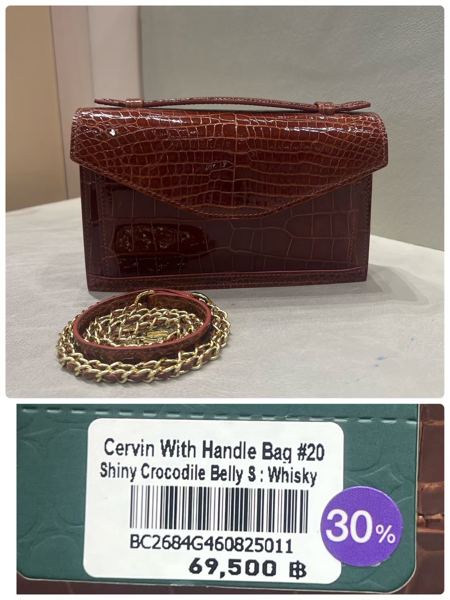 Cervin With Handle Bag #20
Shiny Crocodile Belly S : Whisky
BC2684G460825011
69,500 ฿
30%